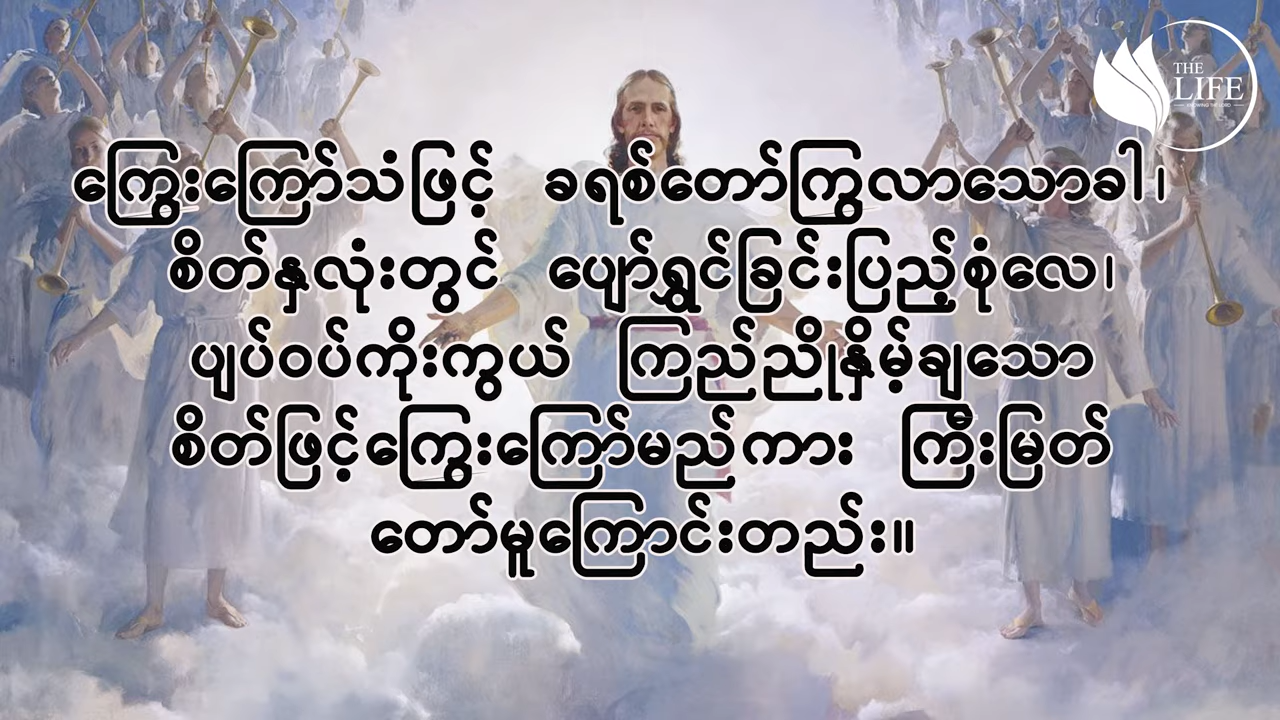 THE
LIFE
KNOWING THE LORD
ကြွေးကြော်သံဖြင့် ခရစ်တော်ကြွလာသောခါ၊
စိတ်နှလုံးတွင် ပျော်ရွှင်ခြင်းပြည့်စုံလေ၊
ပျပ်ဝပ်ကိုးကွယ် ကြည်ညိုနှိမ့်ချသော
စိတ်ဖြင့်ကြွေးကြော်မည်ကား ကြီးမြတ်
တော်မူကြောင်းတည်း။